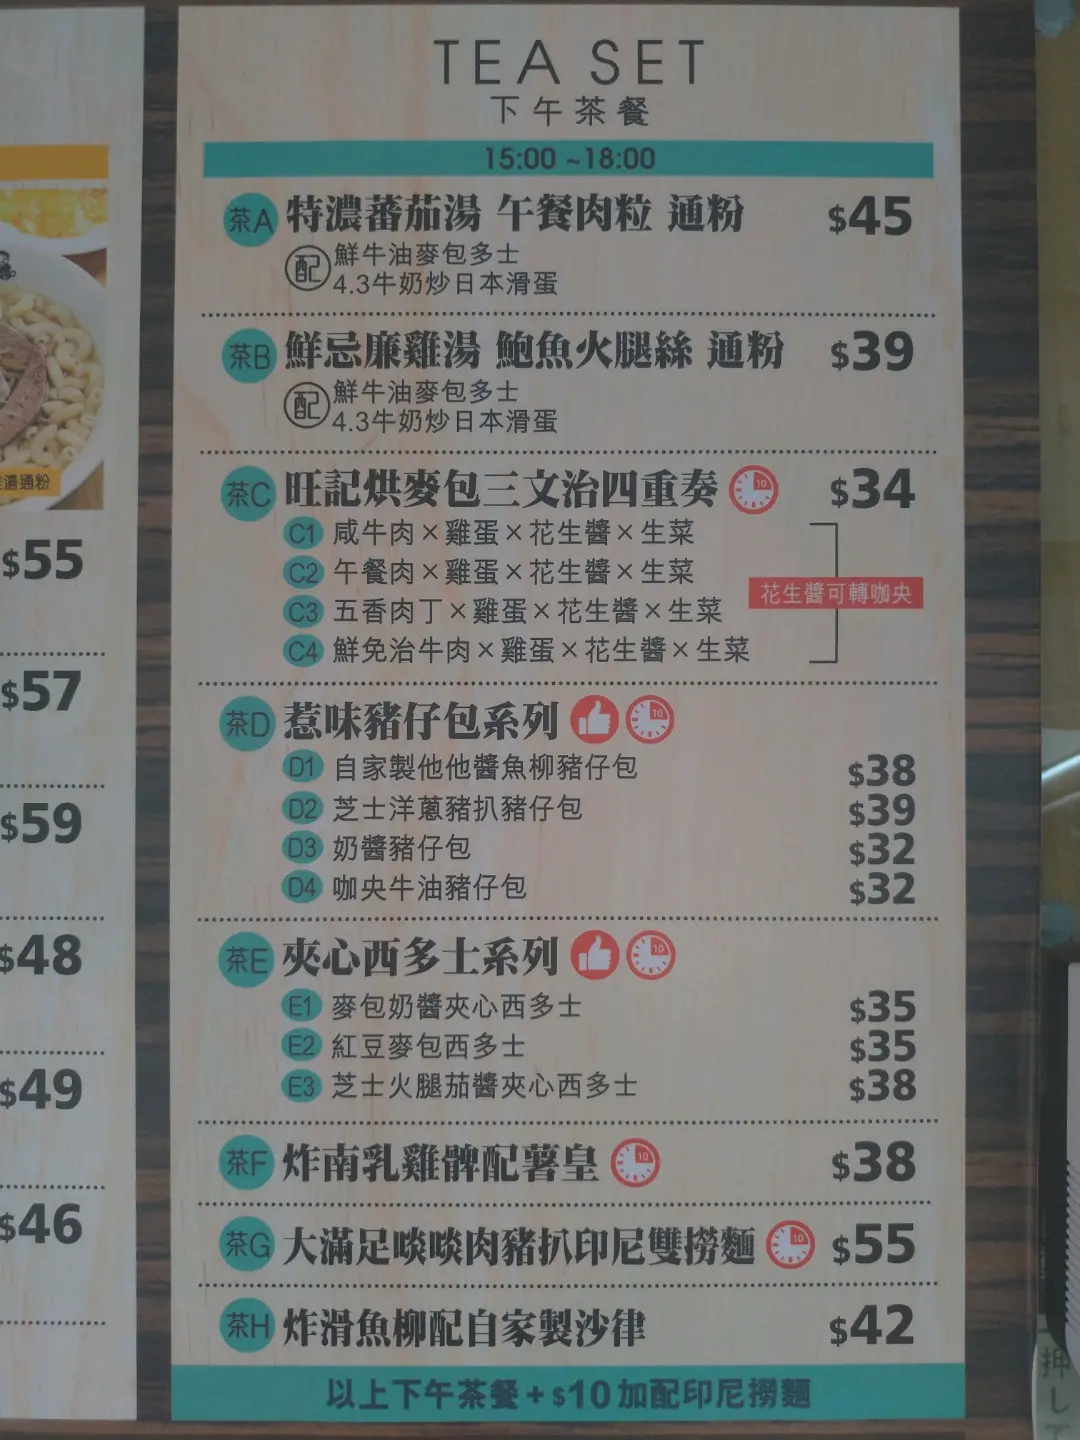 湯通粉
$55
$57
$59
$48
$49
$46
TEA SET
下午茶餐
15:00 ~18:00
茶A 特濃蕃茄湯 午餐肉粒 通粉 $45
配 鮮牛油麥包多士
4.3牛奶炒日本滑蛋
茶B 鮮忌廉雞湯 鮑魚火腿絲 通粉 $39
配 鮮牛油麥包多士
4.3牛奶炒日本滑蛋
茶C 旺記烘麥包三文治四重奏 10 $34
C1 咸牛肉×雞蛋×花生醬×生菜
C2 午餐肉×雞蛋×花生醬×生菜
花生醬可轉咖央
C3 五香肉丁×雞蛋×花生醬×生菜
C4 鮮免治牛肉×雞蛋×花生醬×生菜
茶D 惹味豬仔包系列 10
D1 自家製他他醬魚柳豬仔包 $38
D2 芝士洋蔥豬扒豬仔包 $39
D3 奶醬豬仔包 $32
D4 咖央牛油豬仔包 $32
茶E 夾心西多士系列 10
E1 麥包奶醬夾心西多士 $35
E2 紅豆麥包西多士 $35
E3 芝士火腿茄醬夾心西多士 $38
茶F 炸南乳雞髀配薯皇 10 $38
茶G 大滿足啖啖肉豬扒印尼雙撈麵 10 $55
茶H 炸滑魚柳配自家製沙律 $42
以上下午茶餐+$10加配印尼撈麵
押して